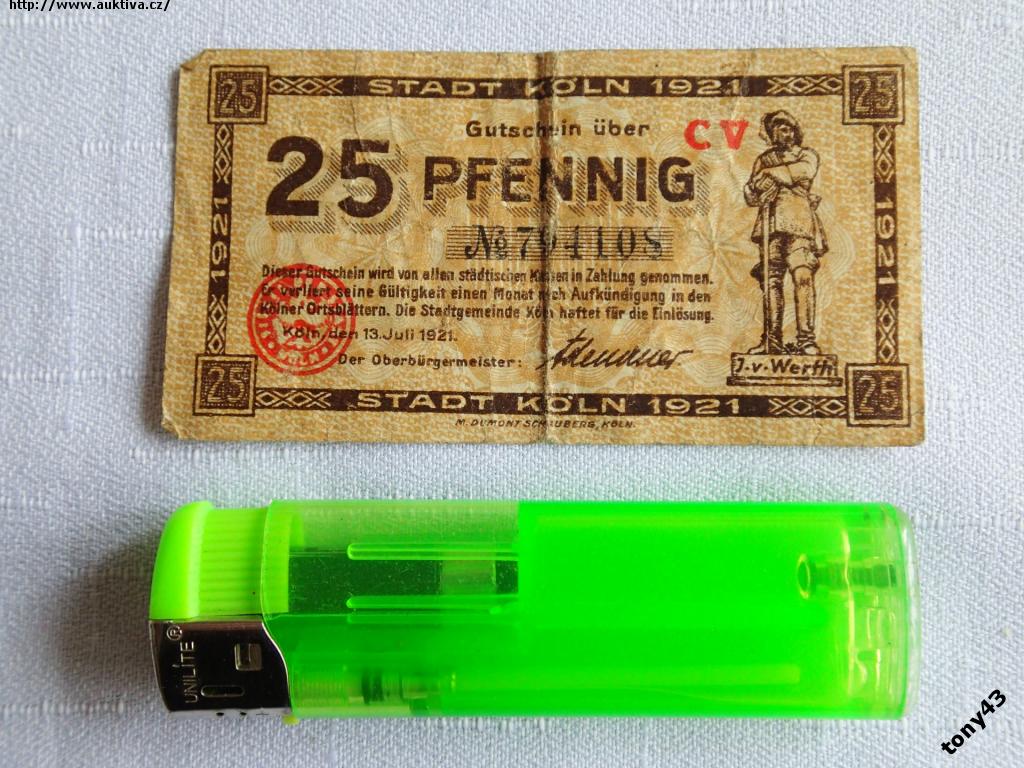 http://www.auktiva.cz/
25 STADT KÖLN 1921 25
Gutschein über CV
25 PFENNIG
№ 794108
Dieser Gutschein wird von allen städtischen Kassen in Zahlung genommen.
Er verliert seine Gültigkeit einen Monat nach Aufkündigung in den
Kölner Ortsblättern. Die Stadtgemeinde Köln haftet für die Einlösung.
Köln, den 13. Juli 1921.
Der Oberbürgermeister: Adenauer
J. v. Werth
1921
1921
25 STADT KÖLN 1921 25
M. DUMONT SCHAUBERG, KÖLN.
UNILITE®
tony43